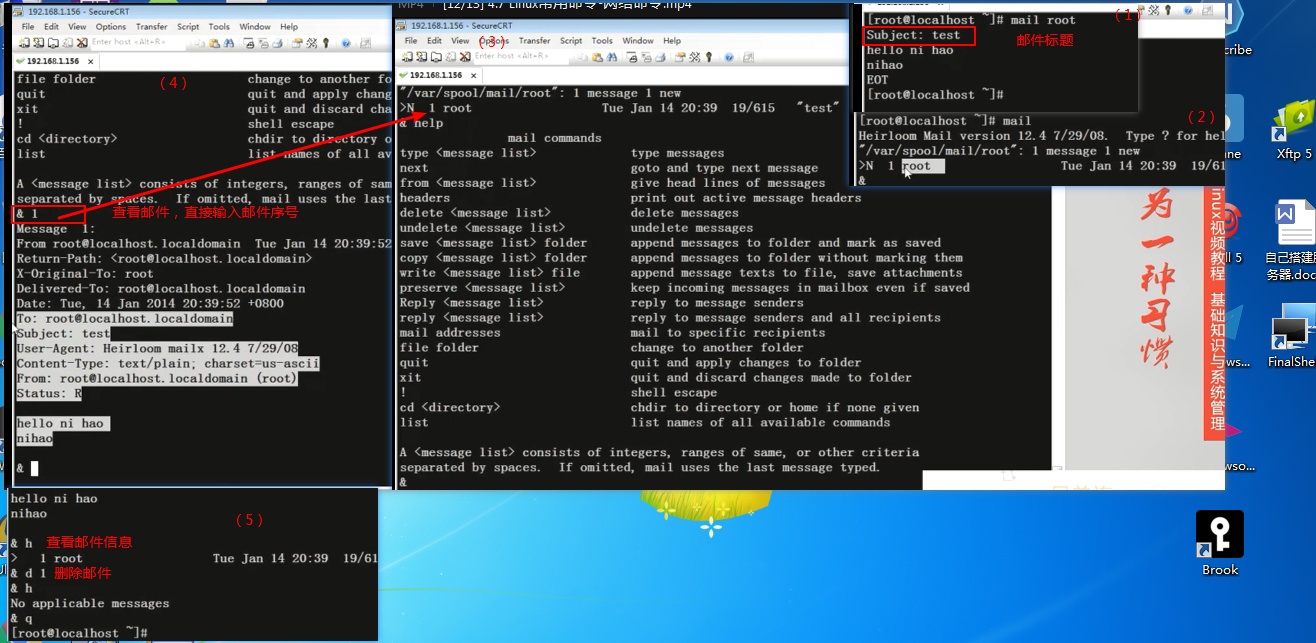 192.168.1.156 - SecureCRT
File Edit View Options Transfer Script Tools Window Help
Enter host <Alt+R>
192.168.1.156
（4）
file folder change to another fo
quit quit and apply chang
xit quit and discard cha
! shell escape
cd <directory> chdir to directory o
list list names of all av
A <message list> consists of integers, ranges of sam
separated by spaces. If omitted, mail uses the last
& 1
查看邮件，直接输入邮件序号
Message 1:
From root@localhost.localdomain Tue Jan 14 20:39:52
Return-Path: <root@localhost.localdomain>
X-Original-To: root
Delivered-To: root@localhost.localdomain
Date: Tue, 14 Jan 2014 20:39:52 +0800
To: root@localhost.localdomain
Subject: test
User-Agent: Heirloom mailx 12.4 7/29/08
Content-Type: text/plain; charset=us-ascii
From: root@localhost.localdomain (root)
Status: R
hello ni hao
nihao
&
[12/15] 4.7 Linux常用命令-网络命令.mp4
192.168.1.156 - SecureCRT
File Edit View Options Transfer Script Tools Window Help
（3）
Enter host <Alt+R>
192.168.1.156
"/var/spool/mail/root": 1 message 1 new
>N 1 root Tue Jan 14 20:39 19/615 "test"
& help
mail commands
type <message list> type messages
next goto and type next message
from <message list> give head lines of messages
headers print out active message headers
delete <message list> delete messages
undelete <message list> undelete messages
save <message list> folder append messages to folder and mark as saved
copy <message list> folder append messages to folder without marking them
write <message list> file append message texts to file, save attachments
preserve <message list> keep incoming messages in mailbox even if saved
Reply <message list> reply to message senders
reply <message list> reply to message senders and all recipients
mail addresses mail to specific recipients
file folder change to another folder
quit quit and apply changes to folder
xit quit and discard changes made to folder
! shell escape
cd <directory> chdir to directory or home if none given
list list names of all available commands
A <message list> consists of integers, ranges of same, or other criteria
separated by spaces. If omitted, mail uses the last message typed.
&
（1）
[root@localhost ~]# mail root
Subject: test
邮件标题
hello ni hao
nihao
EOT
[root@localhost ~]#
（2）
[root@localhost ~]# mail
Heirloom Mail version 12.4 7/29/08. Type ? for hel
"/var/spool/mail/root": 1 message 1 new
>N 1 root Tue Jan 14 20:39 19/61
&
hello ni hao
nihao
（5）
& h 查看邮件信息
> 1 root Tue Jan 14 20:39 19/61
& d 1 删除邮件
& h
No applicable messages
& q
[root@localhost ~]#
为一种习惯
inux视频教程 基础知识与系统管理
cribe
Xftp 5
ll 5
自己搭建服
务器.doc
ws...
FinalShe
wso...
Brook